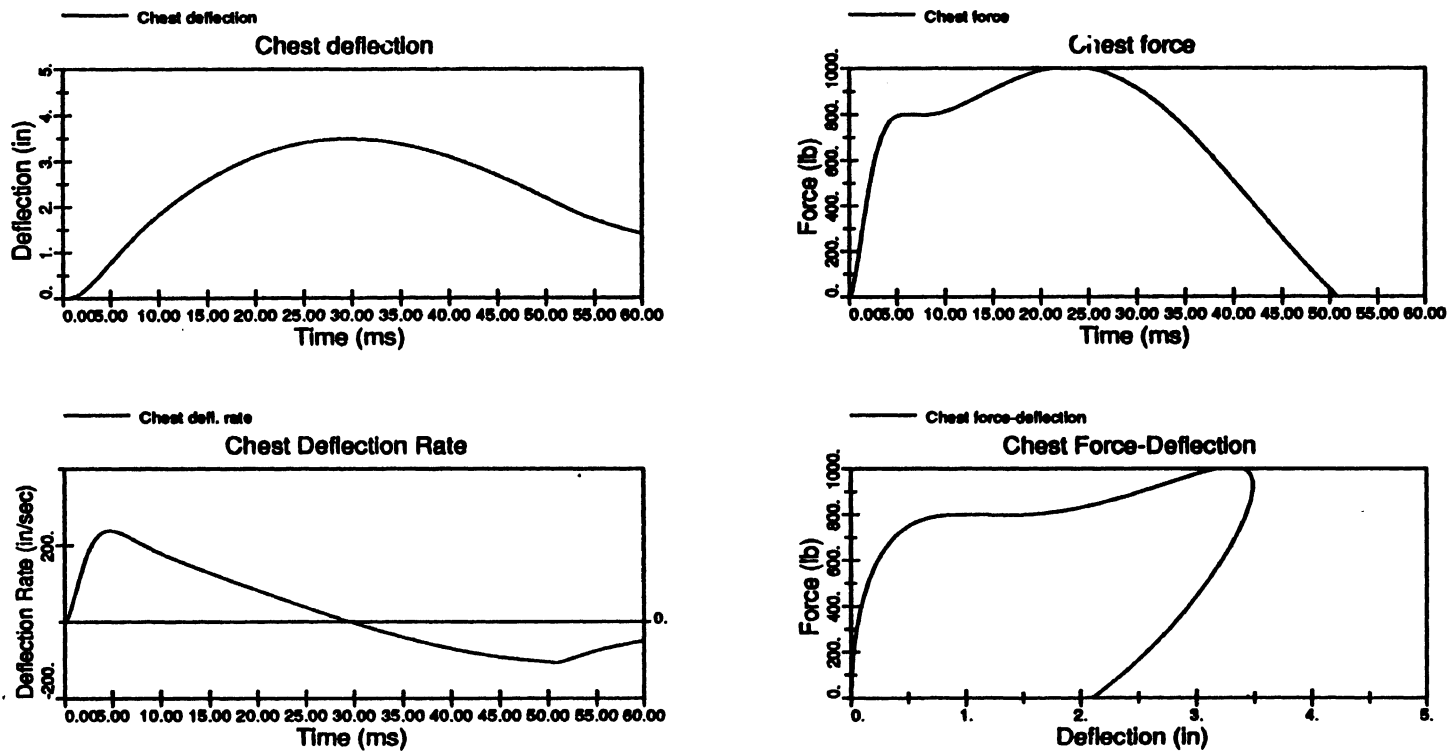 Chest deflection
Chest deflection
Deflection (in)
5.
4.
3.
2.
1.
0.
0.00 5.00 10.00 15.00 20.00 25.00 30.00 35.00 40.00 45.00 50.00 55.00 60.00
Time (ms)
Chest force
Chest force
Force (lb)
1000.
800.
600.
400.
200.
0.
0.00 5.00 10.00 15.00 20.00 25.00 30.00 35.00 40.00 45.00 50.00 55.00 60.00
Time (ms)
Chest defl. rate
Chest Deflection Rate
Deflection Rate (in/sec)
200.
0.
-200.
0.00 5.00 10.00 15.00 20.00 25.00 30.00 35.00 40.00 45.00 50.00 55.00 60.00
Time (ms)
Chest force-deflection
Chest Force-Deflection
Force (lb)
1000.
800.
600.
400.
200.
0.
0. 1. 2. 3. 4. 5.
Deflection (in)